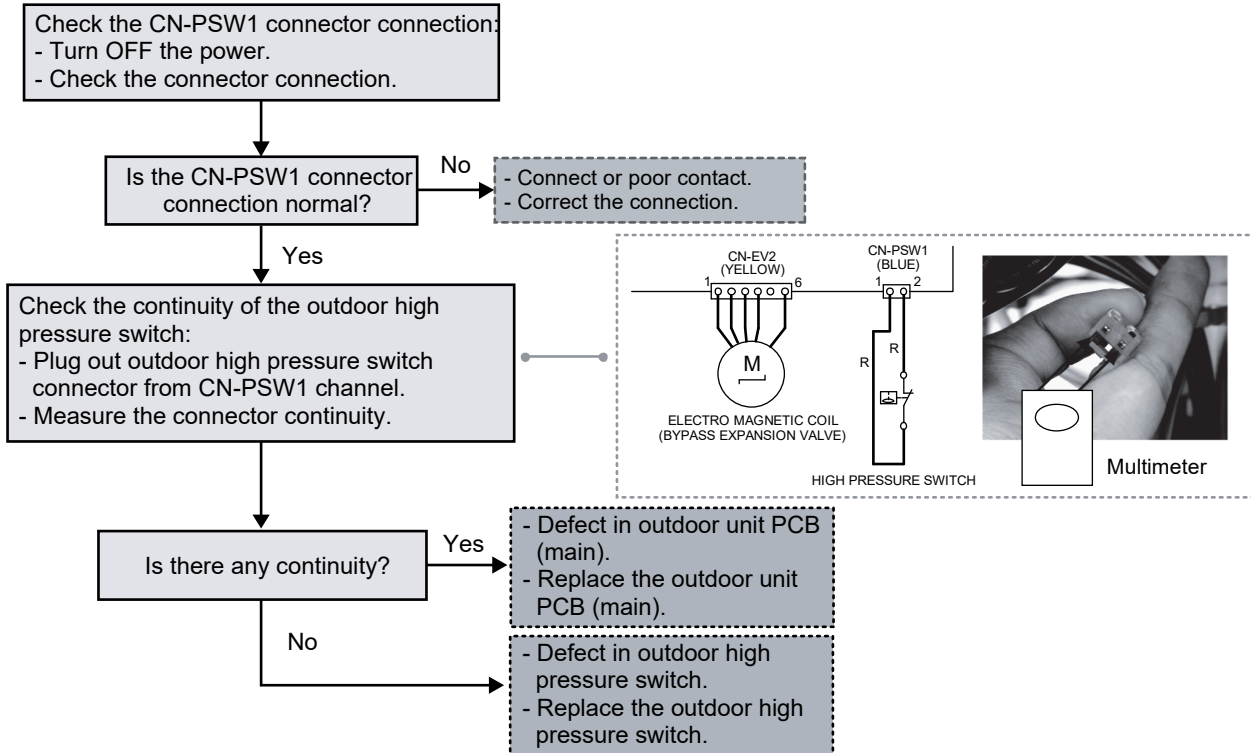 Check the CN-PSW1 connector connection:
- Turn OFF the power.
- Check the connector connection.
Is the CN-PSW1 connector
connection normal?
No
- Connect or poor contact.
- Correct the connection.
Yes
Check the continuity of the outdoor high
pressure switch:
- Plug out outdoor high pressure switch
connector from CN-PSW1 channel.
- Measure the connector continuity.
CN-EV2
(YELLOW)
1
6
M
ELECTRO MAGNETIC COIL
(BYPASS EXPANSION VALVE)
CN-PSW1
(BLUE)
1
2
R
R
HIGH PRESSURE SWITCH
Multimeter
Is there any continuity?
Yes
- Defect in outdoor unit PCB
(main).
- Replace the outdoor unit
PCB (main).
No
- Defect in outdoor high
pressure switch.
- Replace the outdoor high
pressure switch.